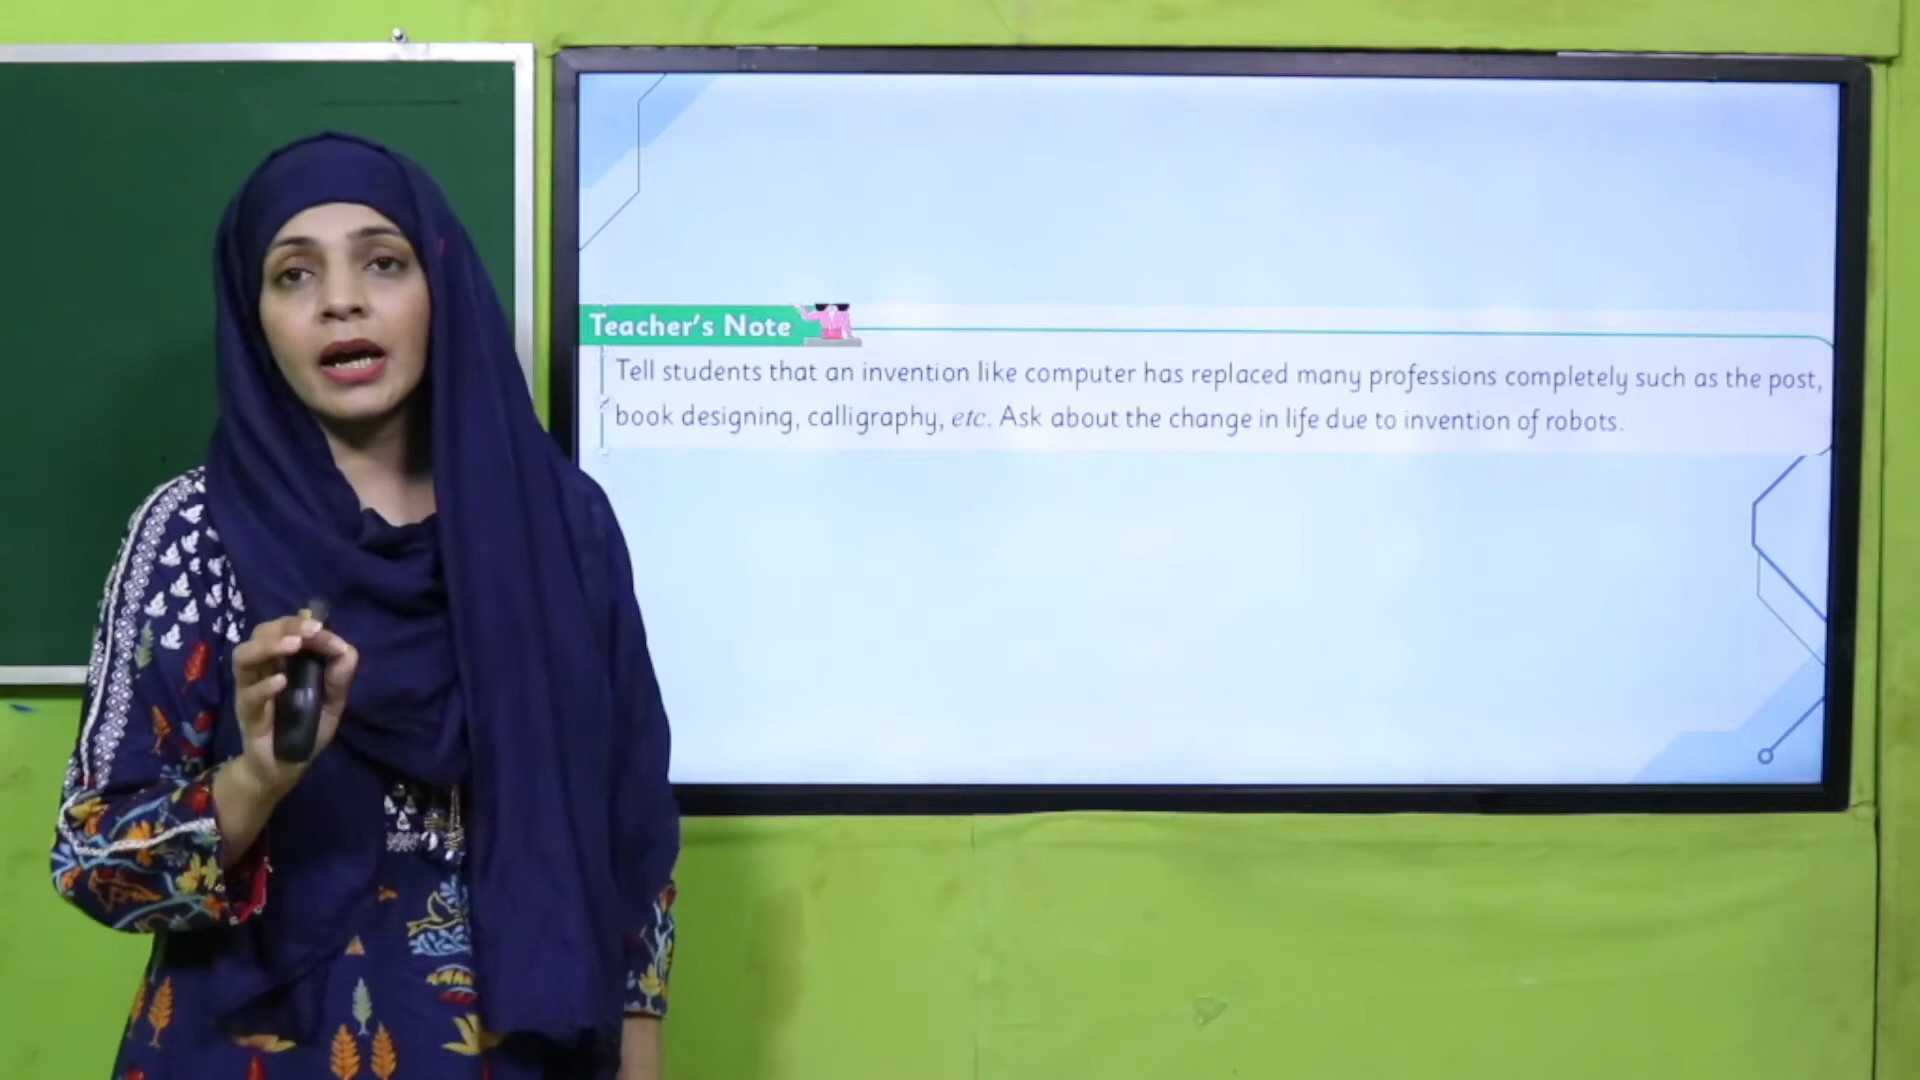 Teacher's Note
Tell students that an invention like computer has replaced many professions completely such as the post,
book designing, calligraphy, etc. Ask about the change in life due to invention of robots.